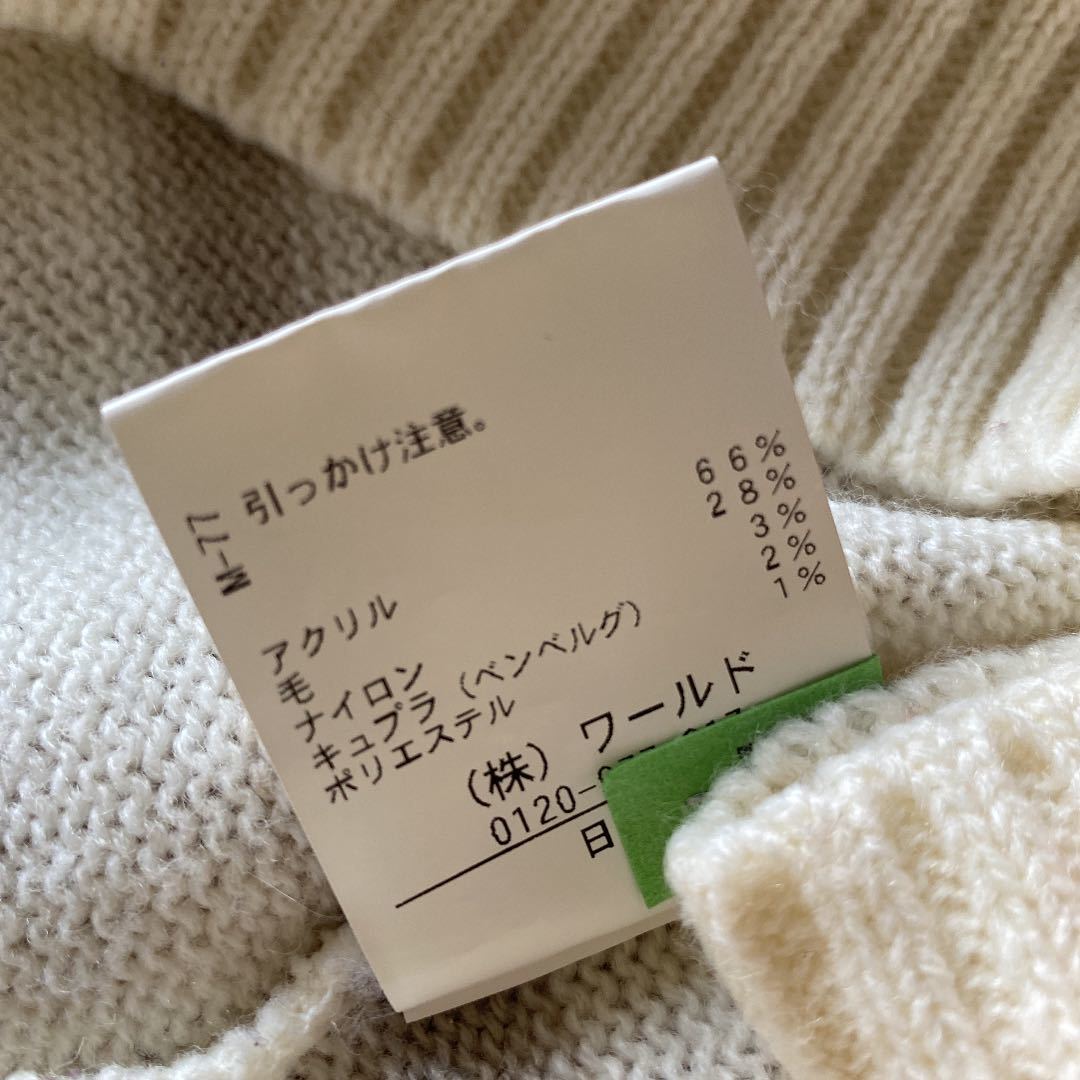 M-77
引っかけ注意。
アクリル 66%
毛 28%
ナイロン 3%
キュプラ(ベンベルグ) 2%
ポリエステル 1%
(株) ワールド
0120-
日